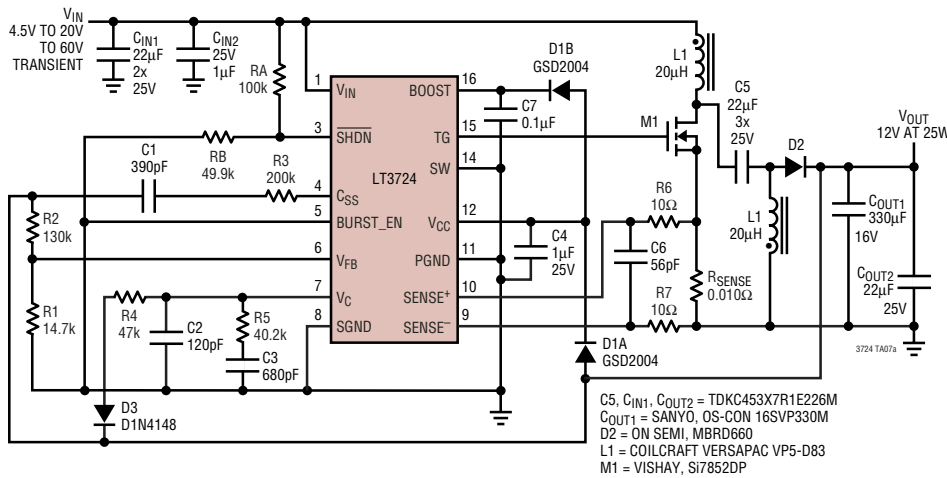 VIN
4.5V TO 20V
TO 60V
TRANSIENT
CIN1
22µF
2x
25V
CIN2
25V
1µF
RA
100k
RB
49.9k
C1
390pF
R3
200k
R2
130k
R1
14.7k
R4
47k
C2
120pF
R5
40.2k
C3
680pF
D3
D1N4148
1
VIN
3
SHDN
4
CSS
5
BURST_EN
6
VFB
7
VC
8
SGND
LT3724
16
BOOST
15
TG
14
SW
12
VCC
11
PGND
10
SENSE+
9
SENSE–
D1B
GSD2004
C7
0.1µF
M1
L1
20µH
C5
22µF
3x
25V
D2
VOUT
12V AT 25W
L1
20µH
COUT1
330µF
16V
COUT2
22µF
25V
C4
1µF
25V
R6
10Ω
C6
56pF
R7
10Ω
RSENSE
0.010Ω
D1A
GSD2004
3724 TA07a
C5, CIN1, COUT2 = TDKC453X7R1E226M
COUT1 = SANYO, OS-CON 16SVP330M
D2 = ON SEMI, MBRD660
L1 = COILCRAFT VERSAPAC VP5-D83
M1 = VISHAY, Si7852DP